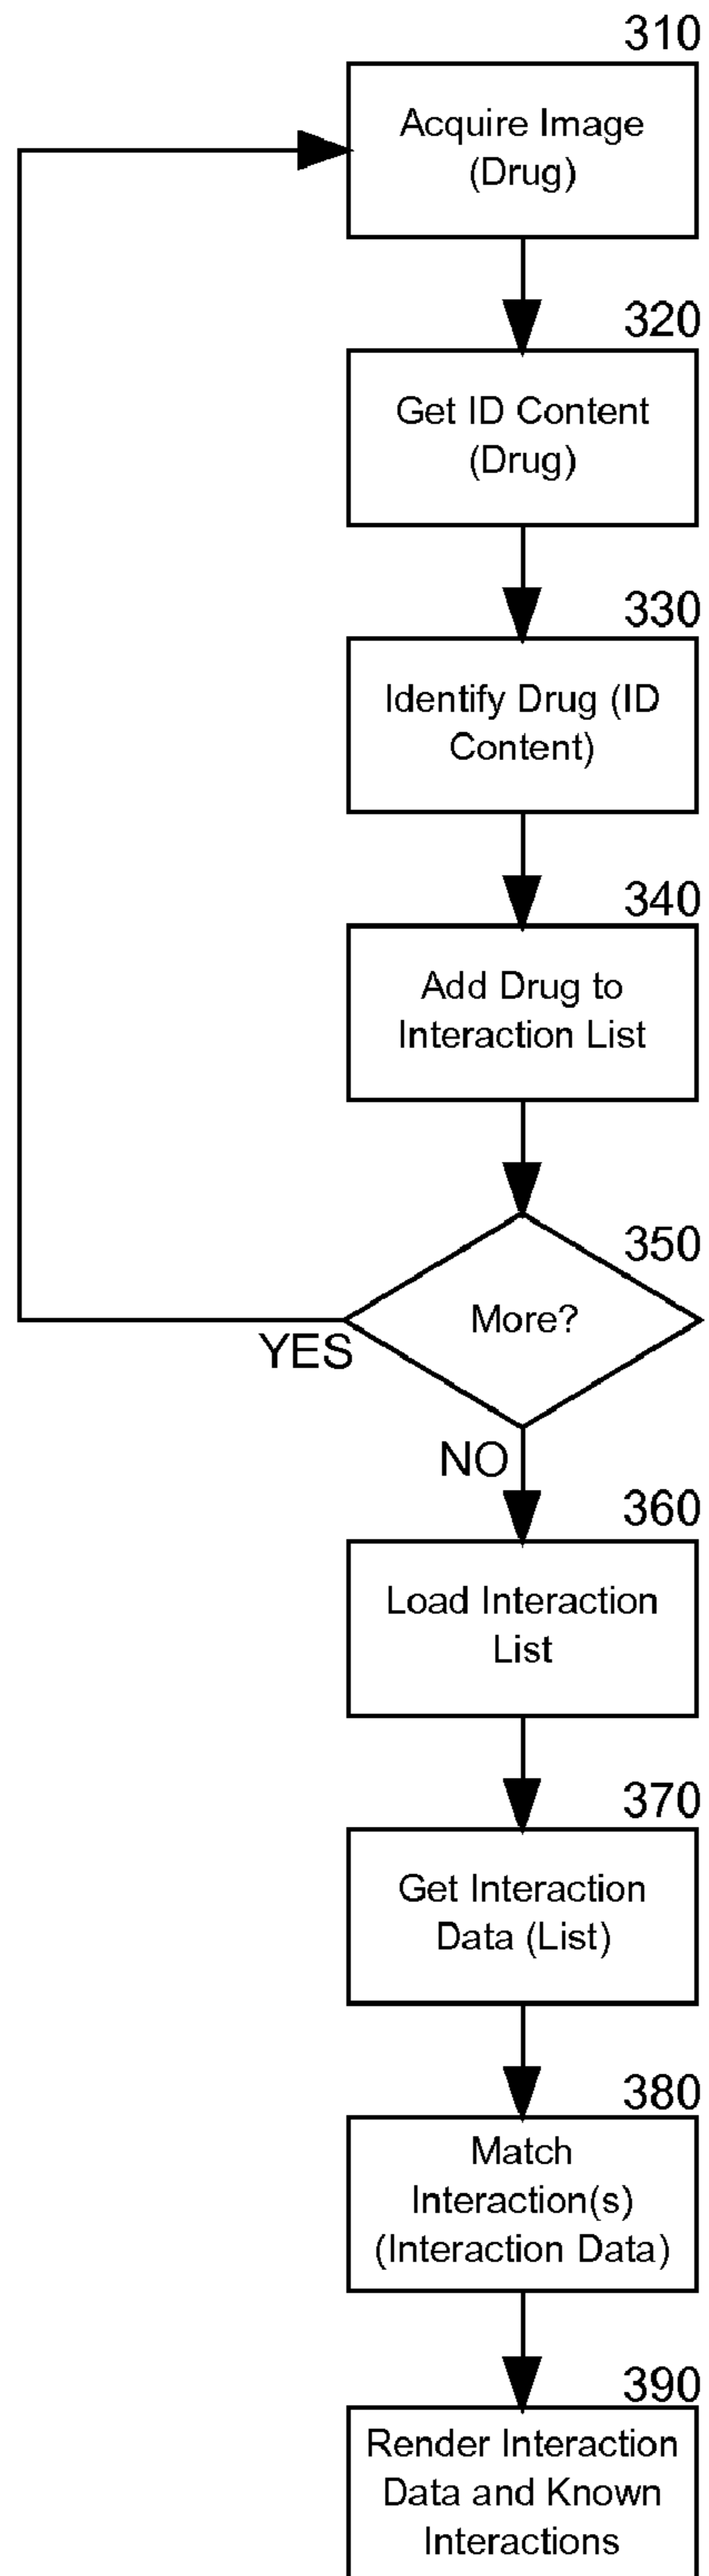 310
Acquire Image
(Drug)
320
Get ID Content
(Drug)
330
Identify Drug (ID
Content)
340
Add Drug to
Interaction List
350
More?
YES
NO
360
Load Interaction
List
370
Get Interaction
Data (List)
380
Match
Interaction(s)
(Interaction Data)
390
Render Interaction
Data and Known
Interactions